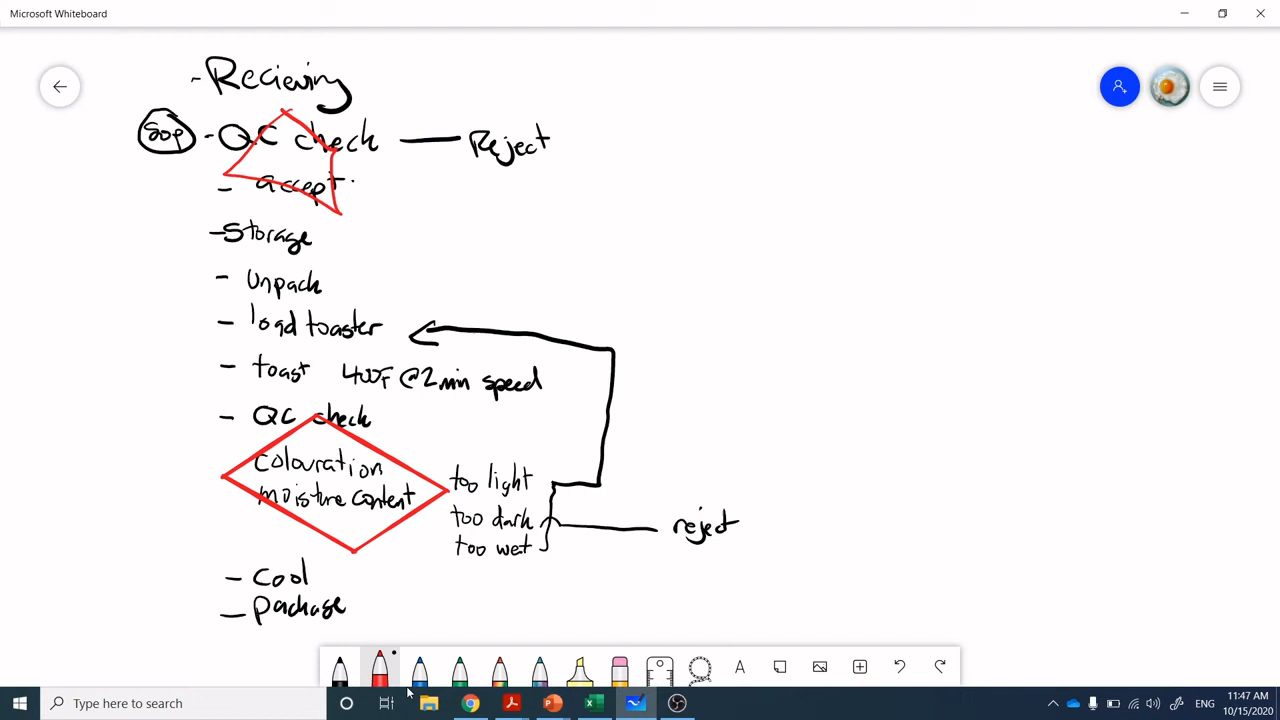 Microsoft Whiteboard
- Recieving
SOP - QC check — Reject
- accept
- Storage
- Unpack
- load toaster
- toast 400F @ 2 min speed
- QC check
Colouration
moisture content
too light
too dark
too wet
reject
- Cool
- package
A
Type here to search
ENG
11:47 AM
10/15/2020